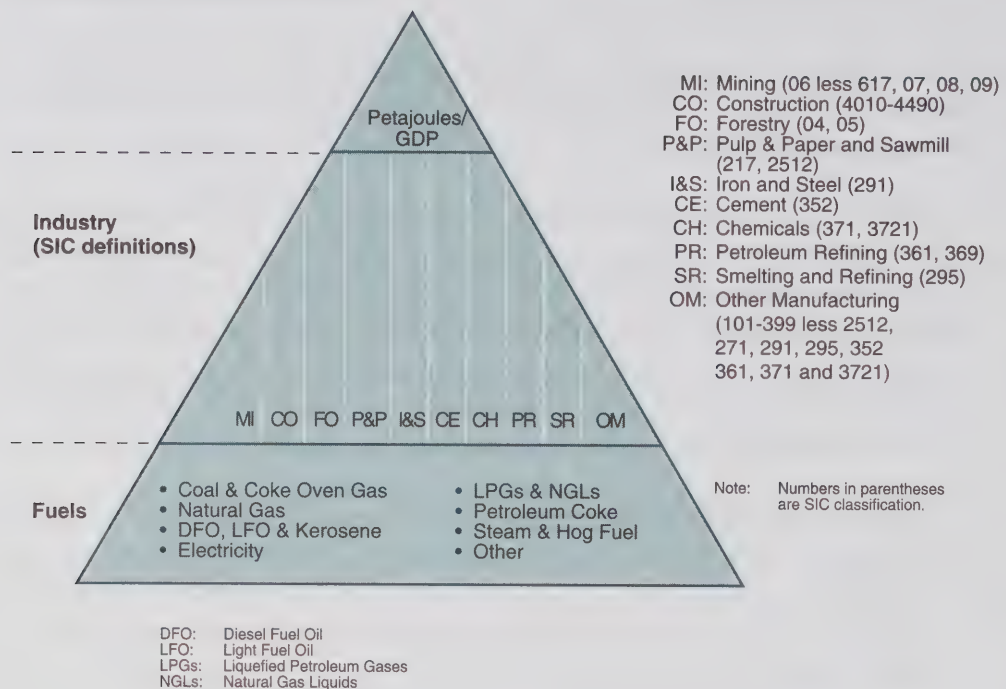 Petajoules/
GDP
Industry
(SIC definitions)
MI CO FO P&P I&S CE CH PR SR OM
Fuels
• Coal & Coke Oven Gas
• Natural Gas
• DFO, LFO & Kerosene
• Electricity
• LPGs & NGLs
• Petroleum Coke
• Steam & Hog Fuel
• Other
MI: Mining (06 less 617, 07, 08, 09)
CO: Construction (4010-4490)
FO: Forestry (04, 05)
P&P: Pulp & Paper and Sawmill
(217, 2512)
I&S: Iron and Steel (291)
CE: Cement (352)
CH: Chemicals (371, 3721)
PR: Petroleum Refining (361, 369)
SR: Smelting and Refining (295)
OM: Other Manufacturing
(101-399 less 2512,
271, 291, 295, 352
361, 371 and 3721)
Note: Numbers in parentheses
are SIC classification.
DFO: Diesel Fuel Oil
LFO: Light Fuel Oil
LPGs: Liquefied Petroleum Gases
NGLs: Natural Gas Liquids